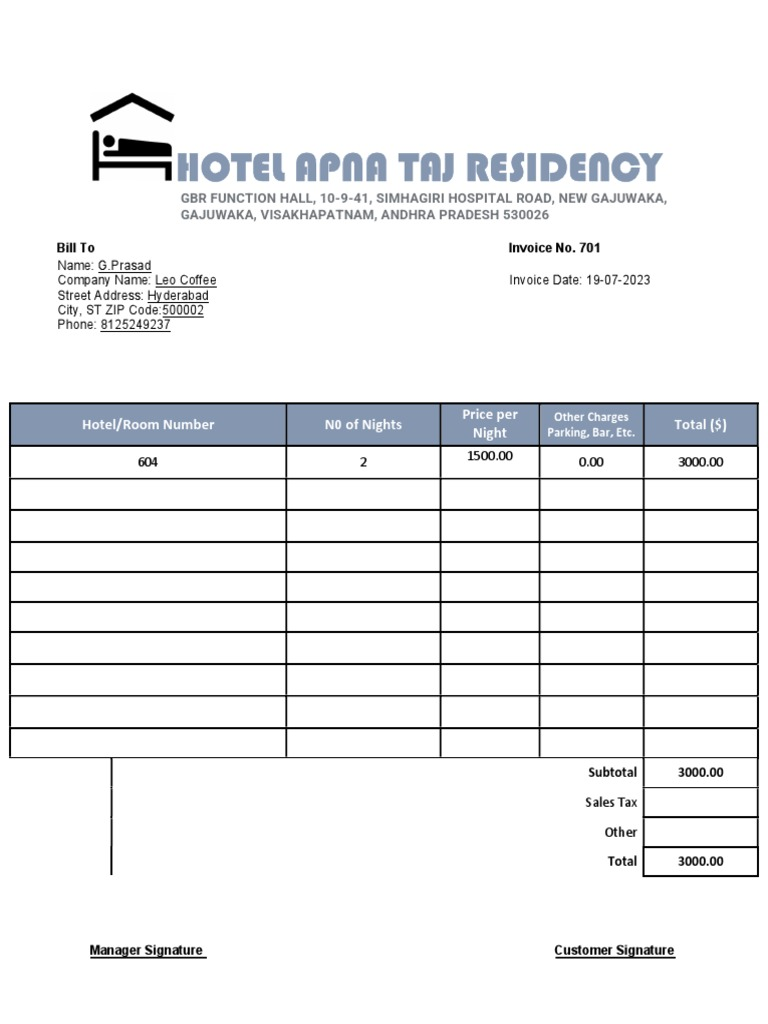 HOTEL APNA TAJ RESIDENCY
GBR FUNCTION HALL, 10-9-41, SIMHAGIRI HOSPITAL ROAD, NEW GAJUWAKA,
GAJUWAKA, VISAKHAPATNAM, ANDHRA PRADESH 530026
Bill To
Invoice No. 701
Name: G.Prasad
Company Name: Leo Coffee
Invoice Date: 19-07-2023
Street Address: Hyderabad
City, ST ZIP Code:500002
Phone: 8125249237
Hotel/Room Number N0 of Nights Price per Night Other Charges Parking, Bar, Etc. Total ($)
604 2 1500.00 0.00 3000.00
Subtotal 3000.00
Sales Tax
Other
Total 3000.00
Manager Signature Customer Signature